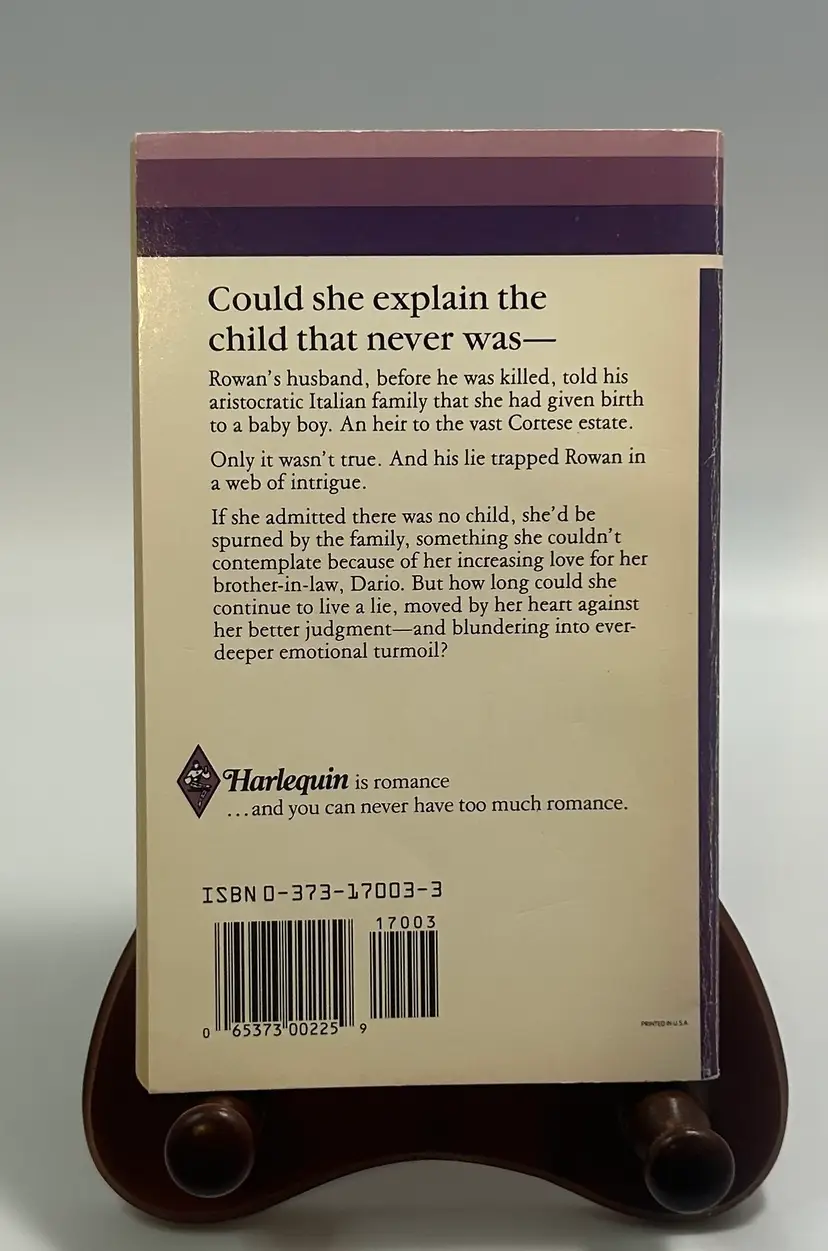 Could she explain the
child that never was—
Rowan's husband, before he was killed, told his
aristocratic Italian family that she had given birth
to a baby boy. An heir to the vast Cortese estate.
Only it wasn't true. And his lie trapped Rowan in
a web of intrigue.
If she admitted there was no child, she'd be
spurned by the family, something she couldn't
contemplate because of her increasing love for her
brother-in-law, Dario. But how long could she
continue to live a lie, moved by her heart against
her better judgment—and blundering into ever-
deeper emotional turmoil?
Harlequin is romance
...and you can never have too much romance.
ISBN 0-373-17003-3
17003
0 65373 00225 9
PRINTED IN U.S.A.